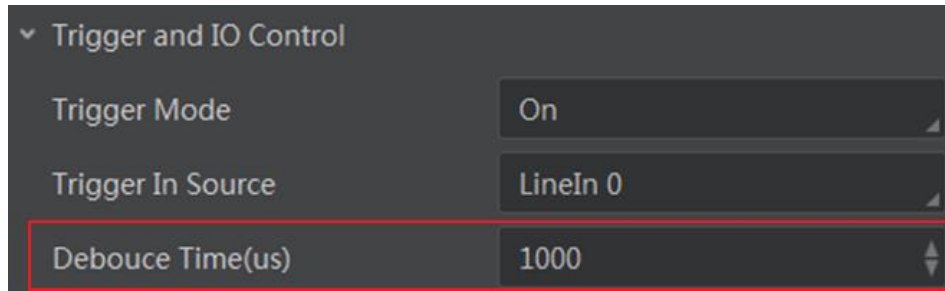 Trigger and IO Control
Trigger Mode On
Trigger In Source LineIn 0
Debouce Time(us) 1000